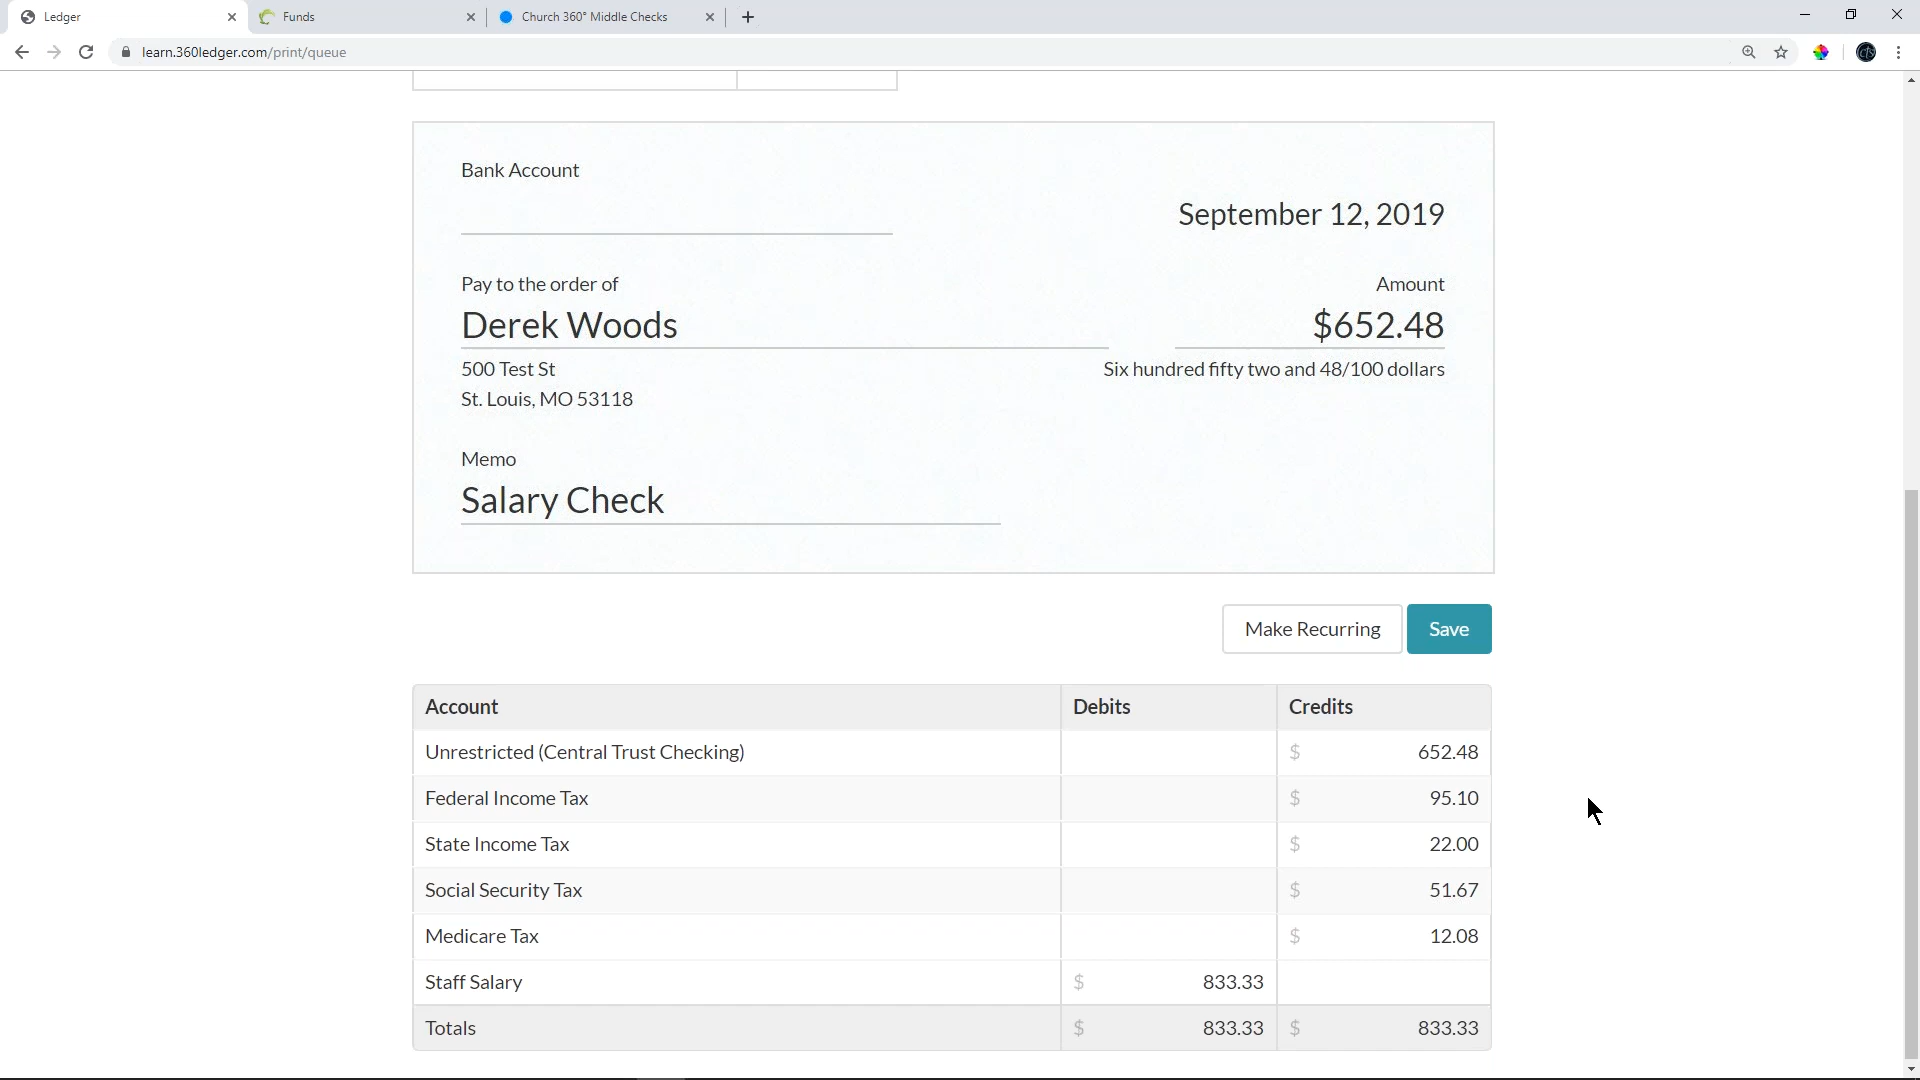 Ledger
Funds
Church 360° Middle Checks
learn.360ledger.com/print/queue
Bank Account
September 12, 2019
Pay to the order of
Amount
Derek Woods
$652.48
500 Test St
Six hundred fifty two and 48/100 dollars
St. Louis, MO 53118
Memo
Salary Check
Make Recurring
Save
Account Debits Credits
Unrestricted (Central Trust Checking) $ 652.48
Federal Income Tax $ 95.10
State Income Tax $ 22.00
Social Security Tax $ 51.67
Medicare Tax $ 12.08
Staff Salary $ 833.33
Totals $ 833.33 $ 833.33